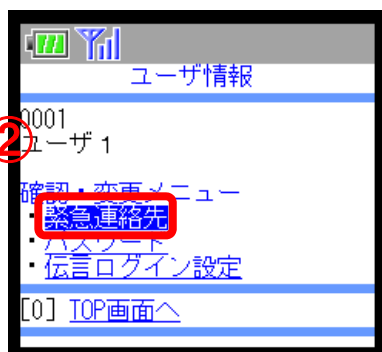 ユーザ情報
0001
②
ユーザ 1
確認・変更メニュー
・緊急連絡先
・パスワード
・伝言ログイン設定
[0] TOP画面へ